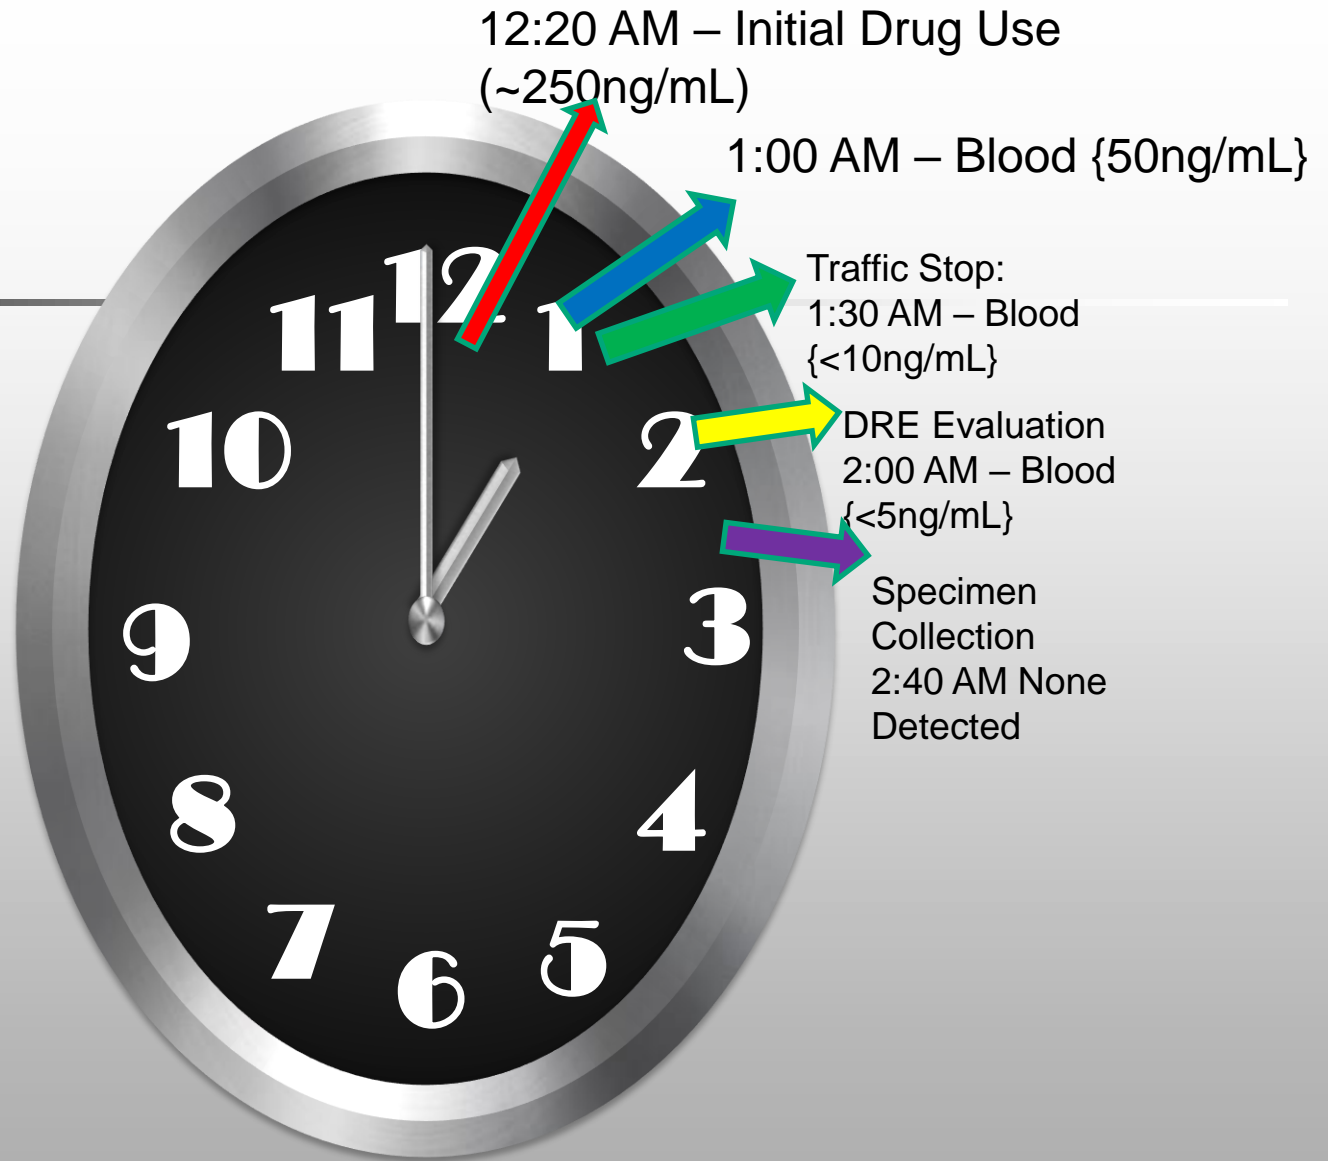 12:20 AM – Initial Drug Use
(~250ng/mL)
1:00 AM – Blood {50ng/mL}
Traffic Stop:
1:30 AM – Blood
{<10ng/mL}
DRE Evaluation
2:00 AM – Blood
{<5ng/mL}
Specimen
Collection
2:40 AM None
Detected
12
11
1
10
2
9
3
8
4
7
5
6